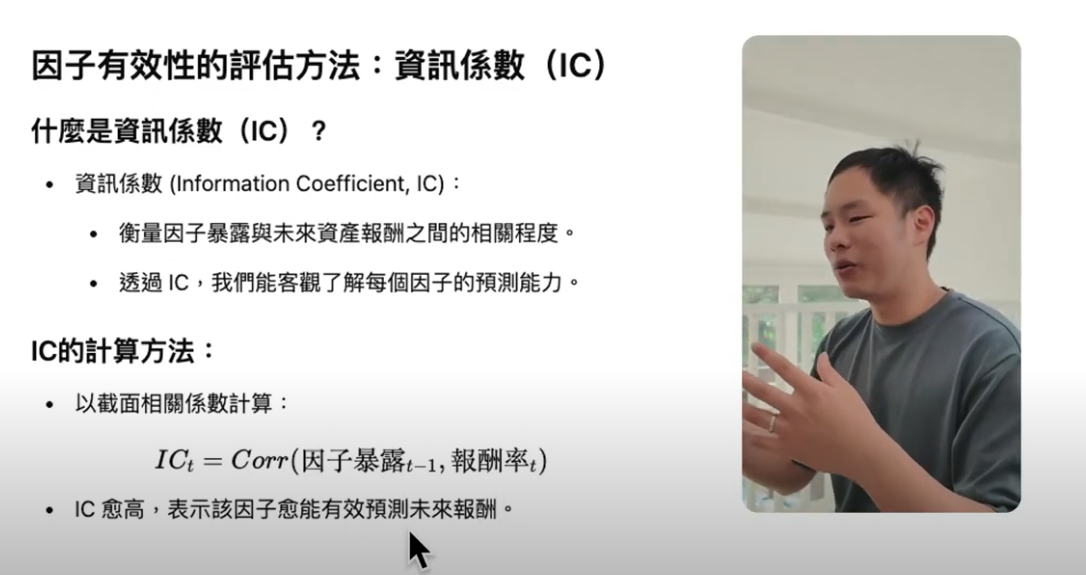 因子有效性的評估方法：資訊係數（IC）
什麼是資訊係數（IC）？
• 資訊係數 (Information Coefficient, IC)：
• 衡量因子暴露與未來資產報酬之間的相關程度。
• 透過 IC，我們能客觀了解每個因子的預測能力。
IC的計算方法：
• 以截面相關係數計算：
ICₜ = Corr(因子暴露ₜ₋₁, 報酬率ₜ)
• IC 愈高，表示該因子愈能有效預測未來報酬。